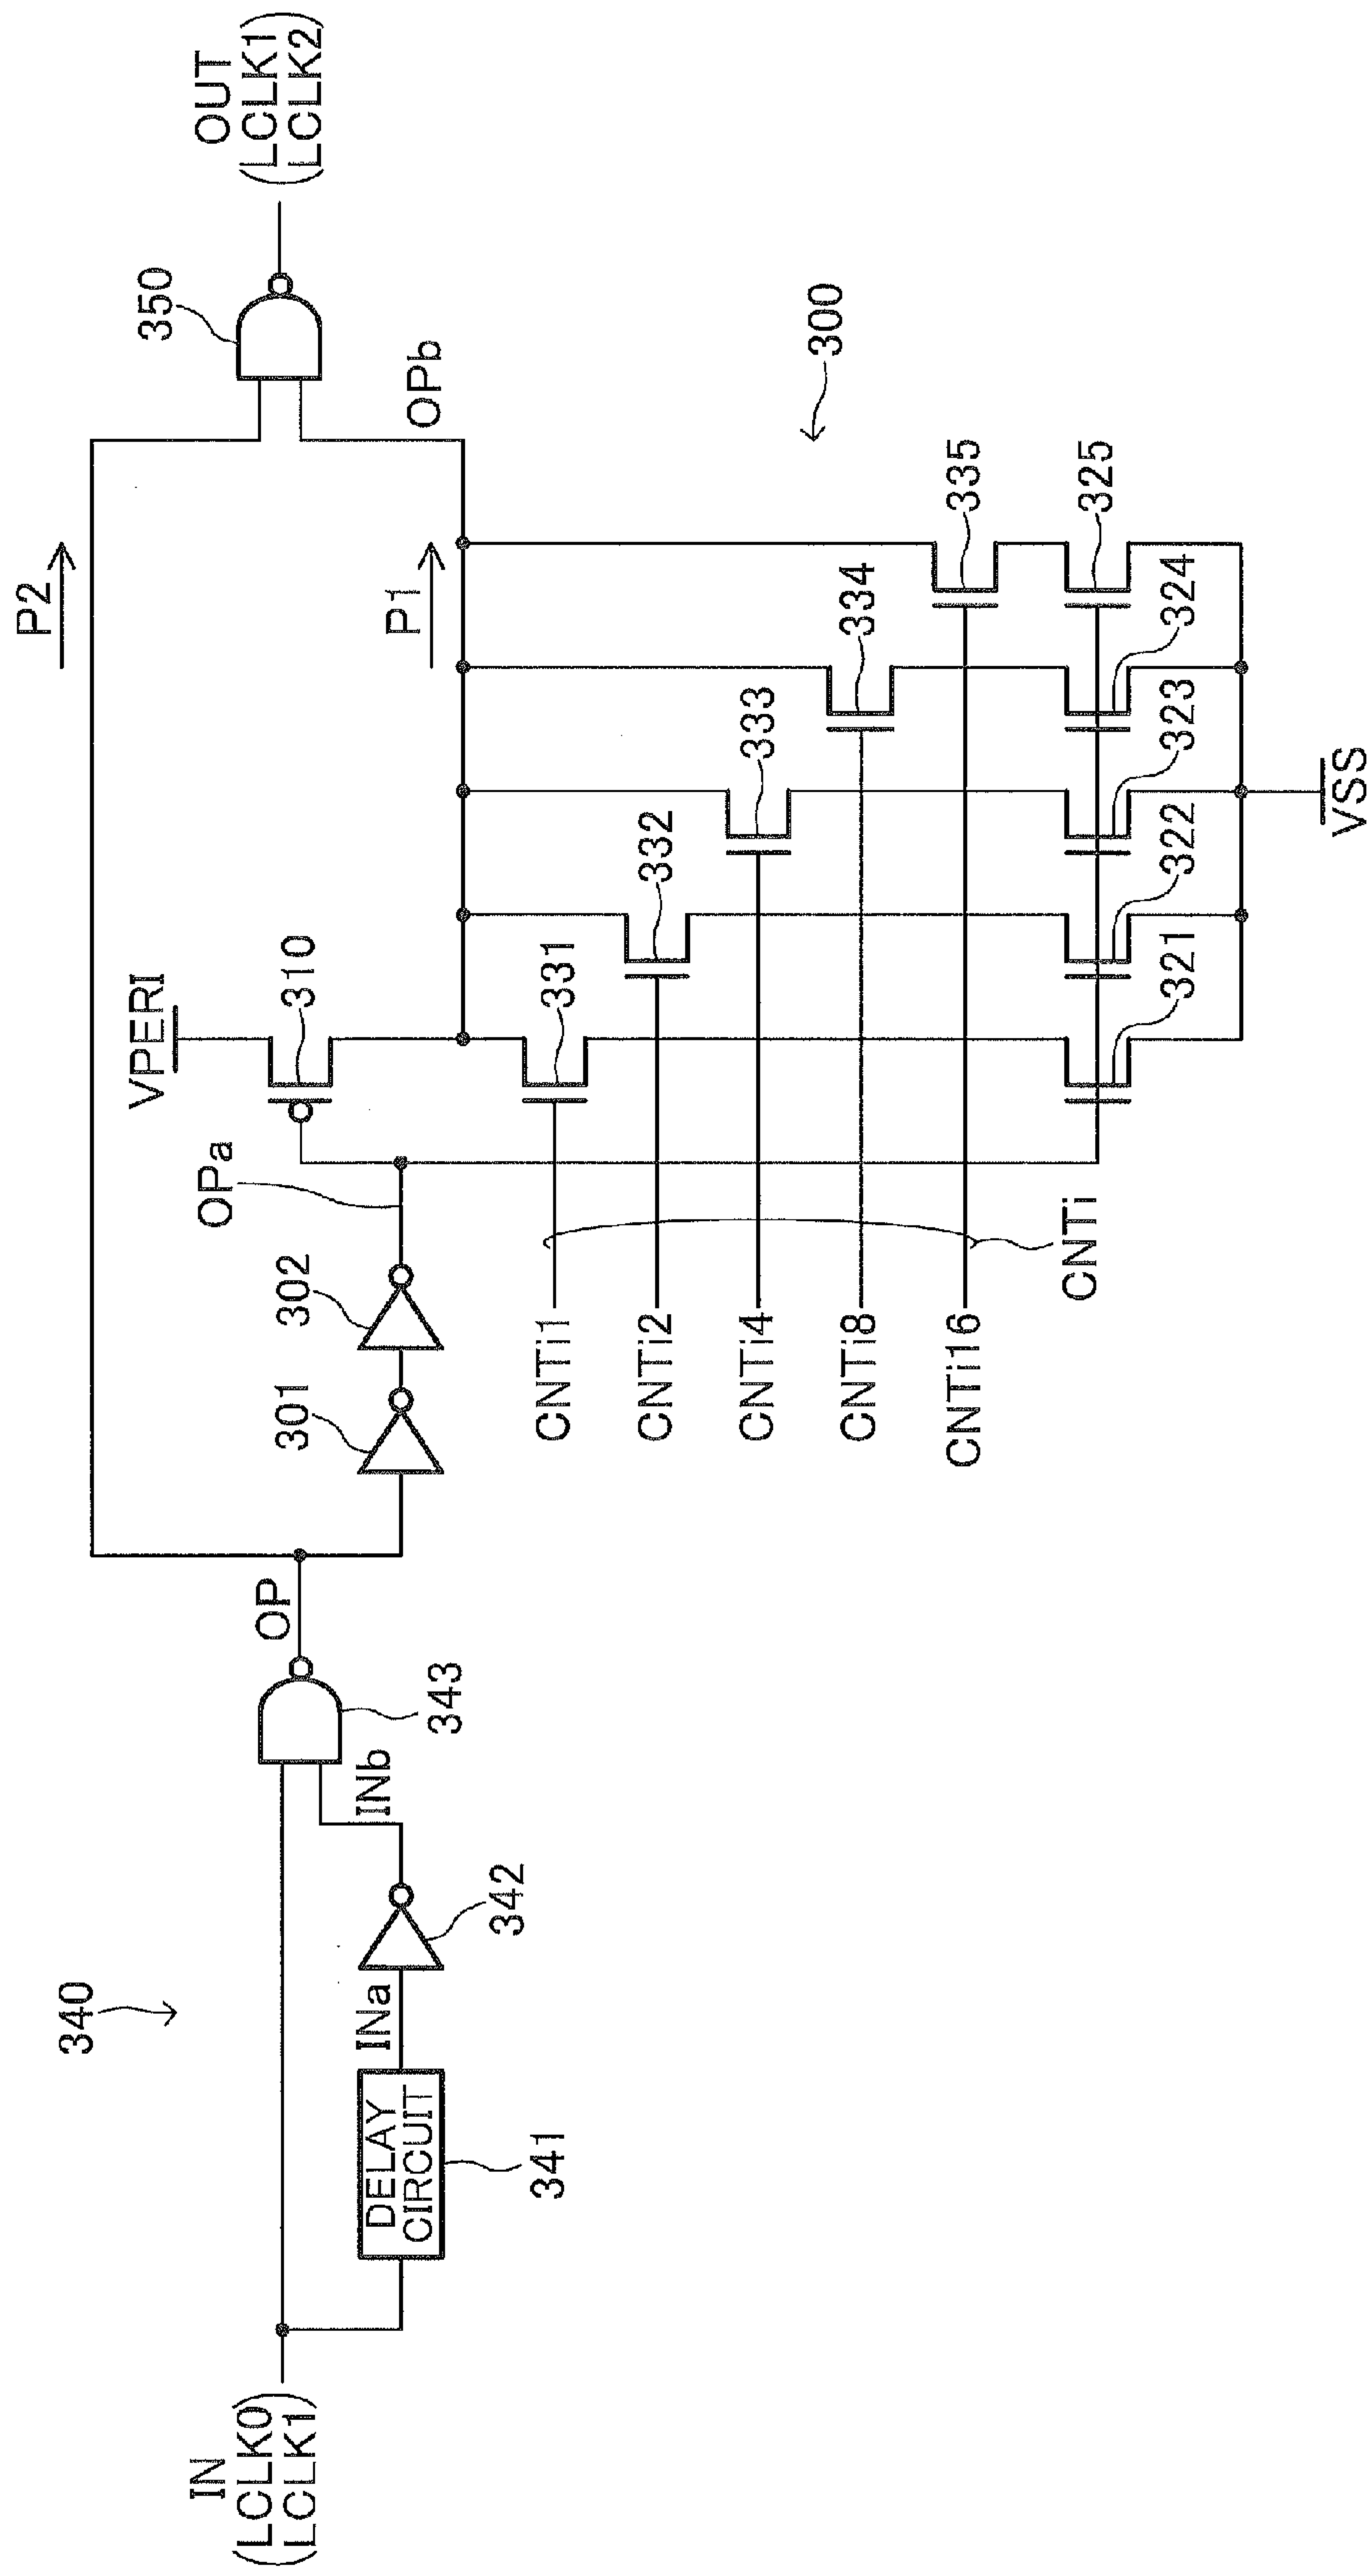 IN
(LCLK0
LCLK1)
340
DELAY
CIRCUIT
341
INa
342
INb
343
OP
301
302
OPa
P2
VPERI
310
P1
OPb
350
OUT
(LCLK1
LCLK2)
300
CNTi1
CNTi2
CNTi4
CNTi8
CNTi16
CNTi
331
332
333
334
335
321
322
323
324
325
VSS